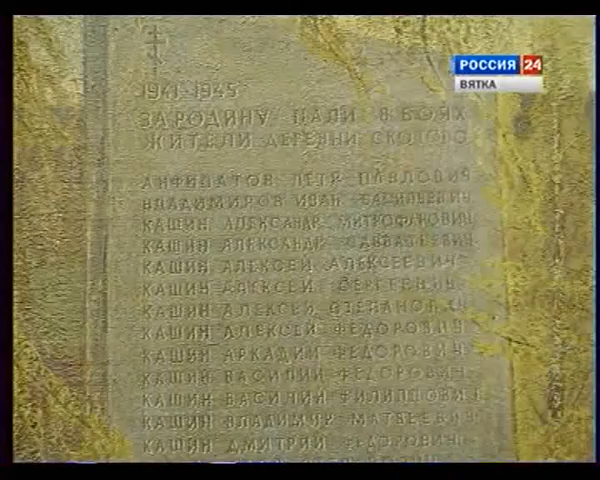 РОССИЯ 24
ВЯТКА
1941-1945
ЗА РОДИНУ ПАЛИ В БОЯХ
ЖИТЕЛИ ДЕРЕВНИ
АНФИЛАТОВ ПЕТР ПАВЛОВИЧ
ВЛАДИМИРОВ ИВАН ВАСИЛЬЕВИЧ
КАШИН АЛЕКСАНДР МИТРОФАНОВИЧ
КАШИН АЛЕКСАНДР САВВАТЕЕВИЧ
КАШИН АЛЕКСЕЙ АЛЕКСЕЕВИЧ
КАШИН АЛЕКСЕЙ СЕРГЕЕВИЧ
КАШИН АЛЕКСЕЙ СТЕПАНОВИЧ
КАШИН АЛЕКСЕЙ ФЕДОРОВИЧ
КАШИН АРКАДИЙ ФЕДОРОВИЧ
КАШИН ВАСИЛИЙ ФЕДОРОВИЧ
КАШИН ВАСИЛИЙ ФИЛИППОВИЧ
КАШИН ВЛАДИМИР МАТВЕЕВИЧ
КАШИН ДМИТРИЙ ФЕДОРОВИЧ